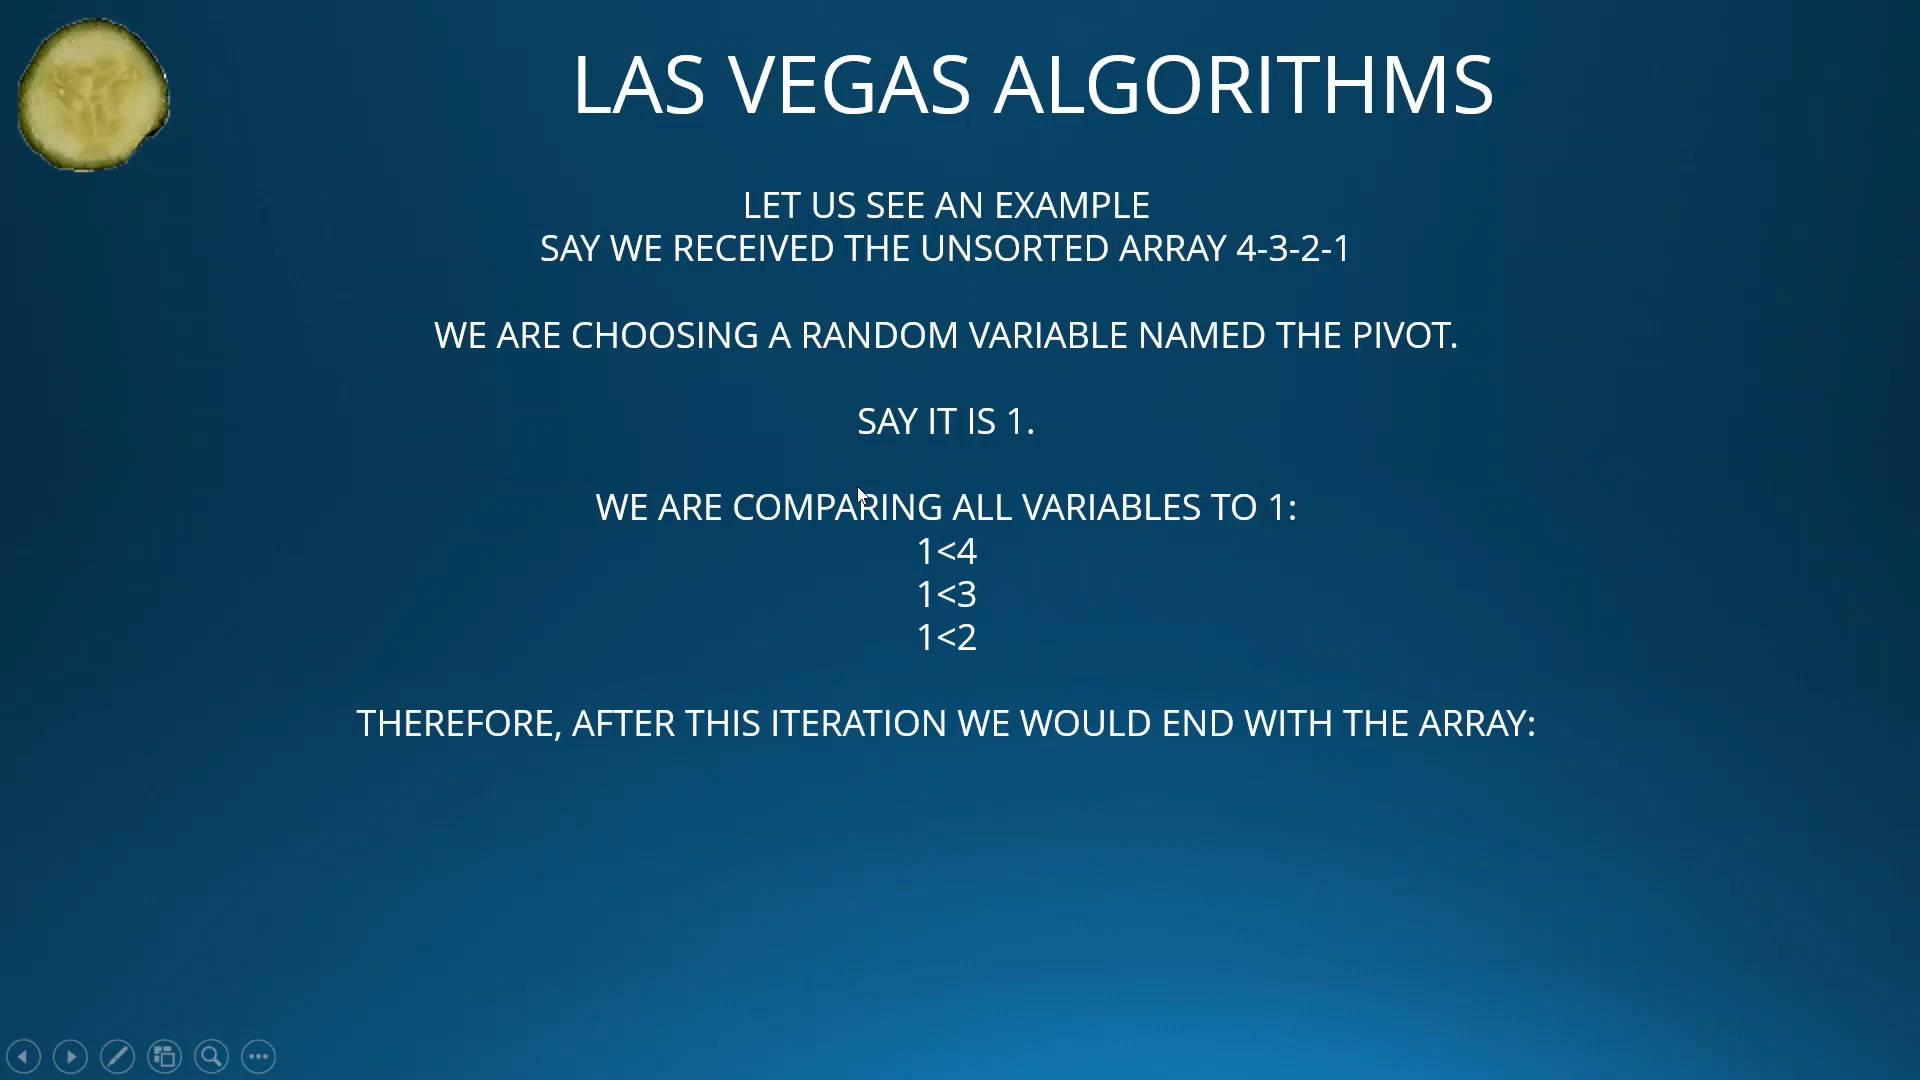 LAS VEGAS ALGORITHMS
LET US SEE AN EXAMPLE
SAY WE RECEIVED THE UNSORTED ARRAY 4-3-2-1
WE ARE CHOOSING A RANDOM VARIABLE NAMED THE PIVOT.
SAY IT IS 1.
WE ARE COMPARING ALL VARIABLES TO 1:
1<4
1<3
1<2
THEREFORE, AFTER THIS ITERATION WE WOULD END WITH THE ARRAY: